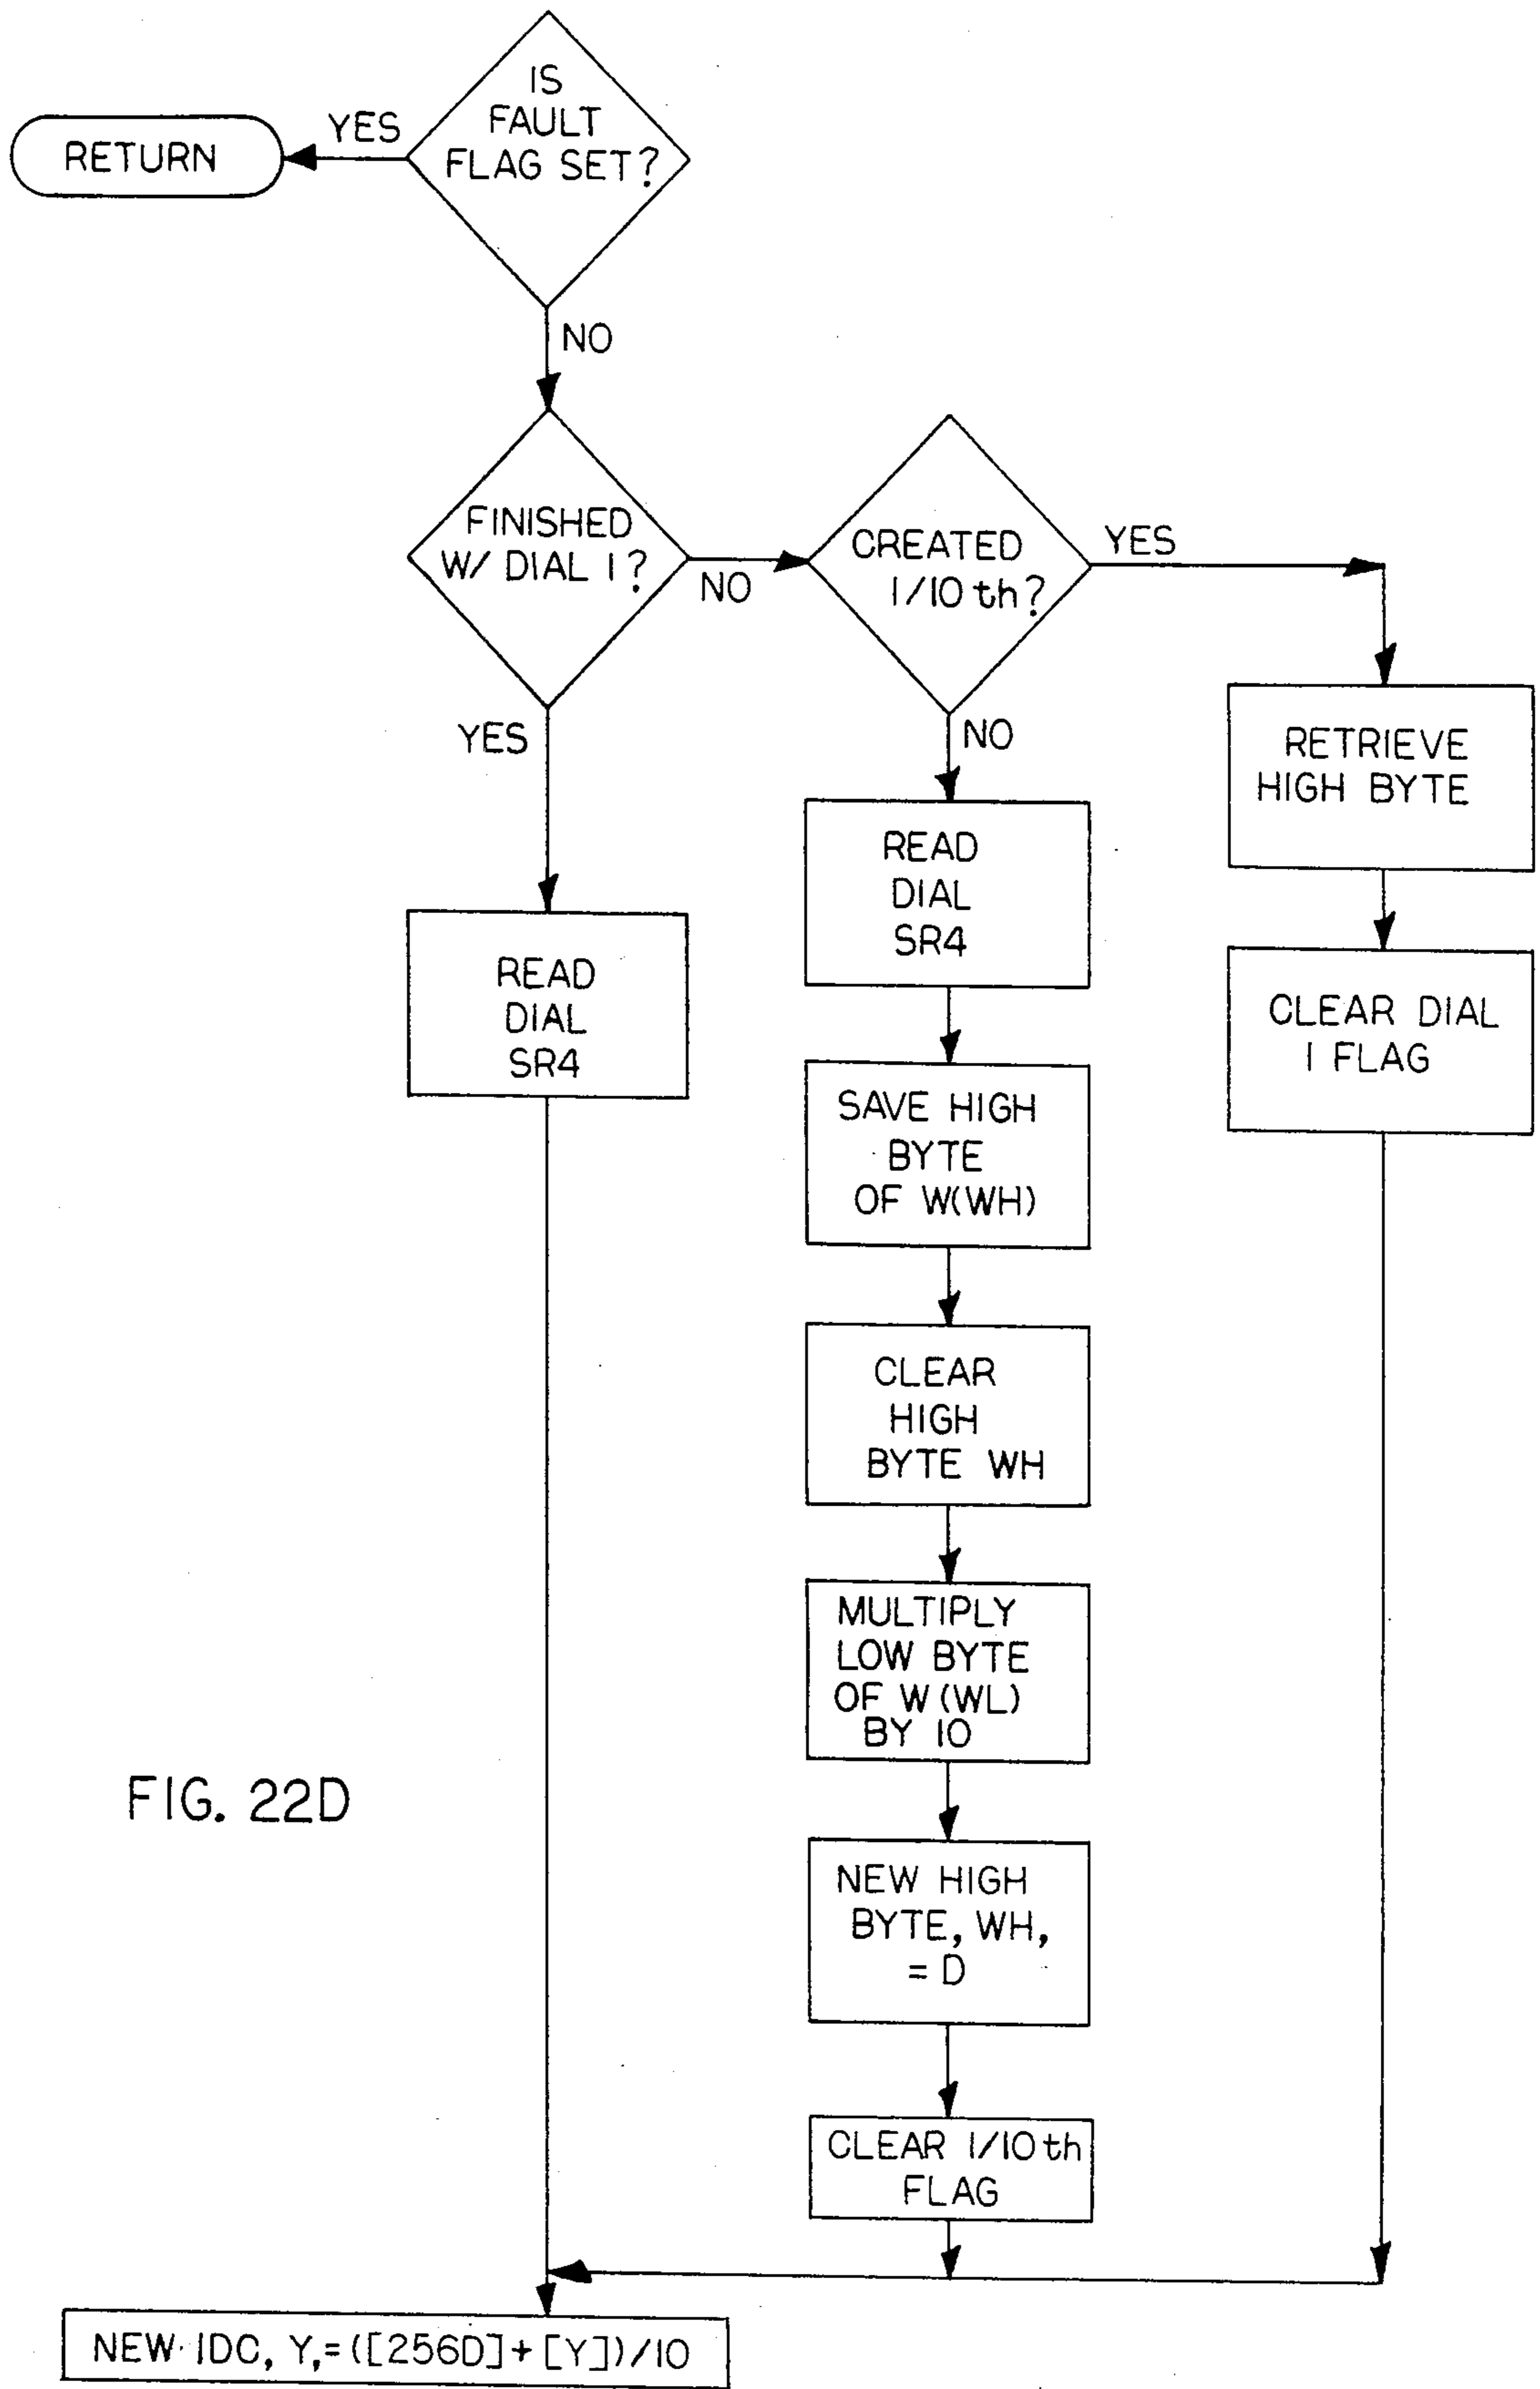 IS
FAULT
FLAG SET?
YES
RETURN
NO
FINISHED
W/ DIAL 1?
NO
CREATED
1/10 th?
YES
YES
NO
RETRIEVE
HIGH BYTE
READ
DIAL
SR4
READ
DIAL
SR4
CLEAR DIAL
1 FLAG
SAVE HIGH
BYTE
OF W(WH)
CLEAR
HIGH
BYTE WH
MULTIPLY
LOW BYTE
OF W(WL)
BY 10
FIG. 22D
NEW HIGH
BYTE, WH,
= D
CLEAR 1/10 th
FLAG
NEW IDC, Y,=([256D]+[Y])/10